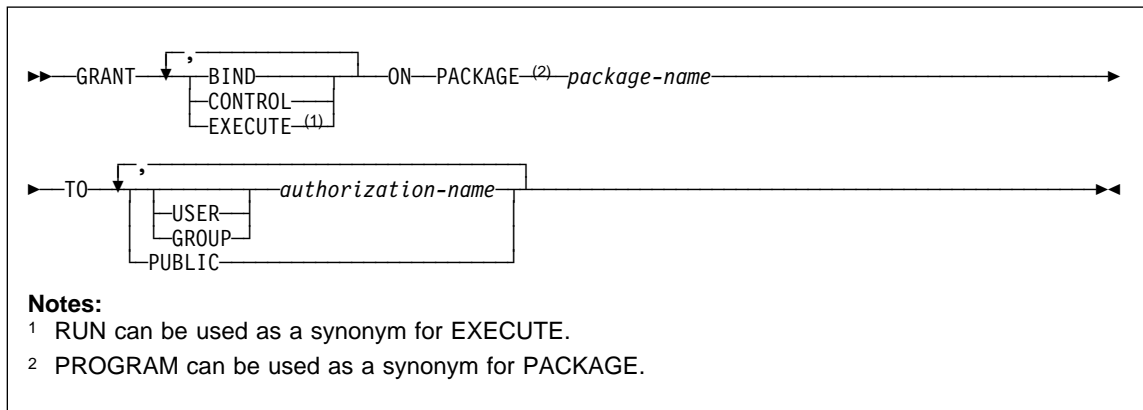 ,
GRANT BIND ON PACKAGE (2) package-name
CONTROL
EXECUTE (1)
,
TO authorization-name
USER
GROUP
PUBLIC
Notes:
1 RUN can be used as a synonym for EXECUTE.
2 PROGRAM can be used as a synonym for PACKAGE.